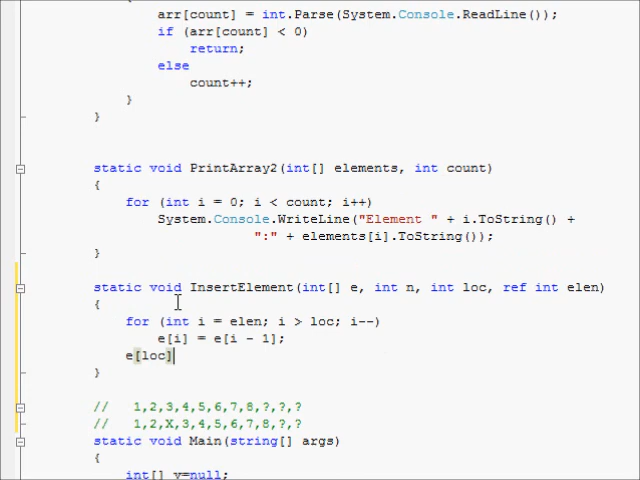 arr[count] = int.Parse(System.Console.ReadLine());
if (arr[count] < 0)
return;
else
count++;
}
}
static void PrintArray2(int[] elements, int count)
{
for (int i = 0; i < count; i++)
System.Console.WriteLine("Element " + i.ToString() +
":" + elements[i].ToString());
}
static void InsertElement(int[] e, int n, int loc, ref int elen)
{
for (int i = elen; i > loc; i--)
e[i] = e[i - 1];
e[loc]
}
// 1,2,3,4,5,6,7,8,?,?,?
// 1,2,X,3,4,5,6,7,8,?,?
static void Main(string[] args)
{
int[] v=null;